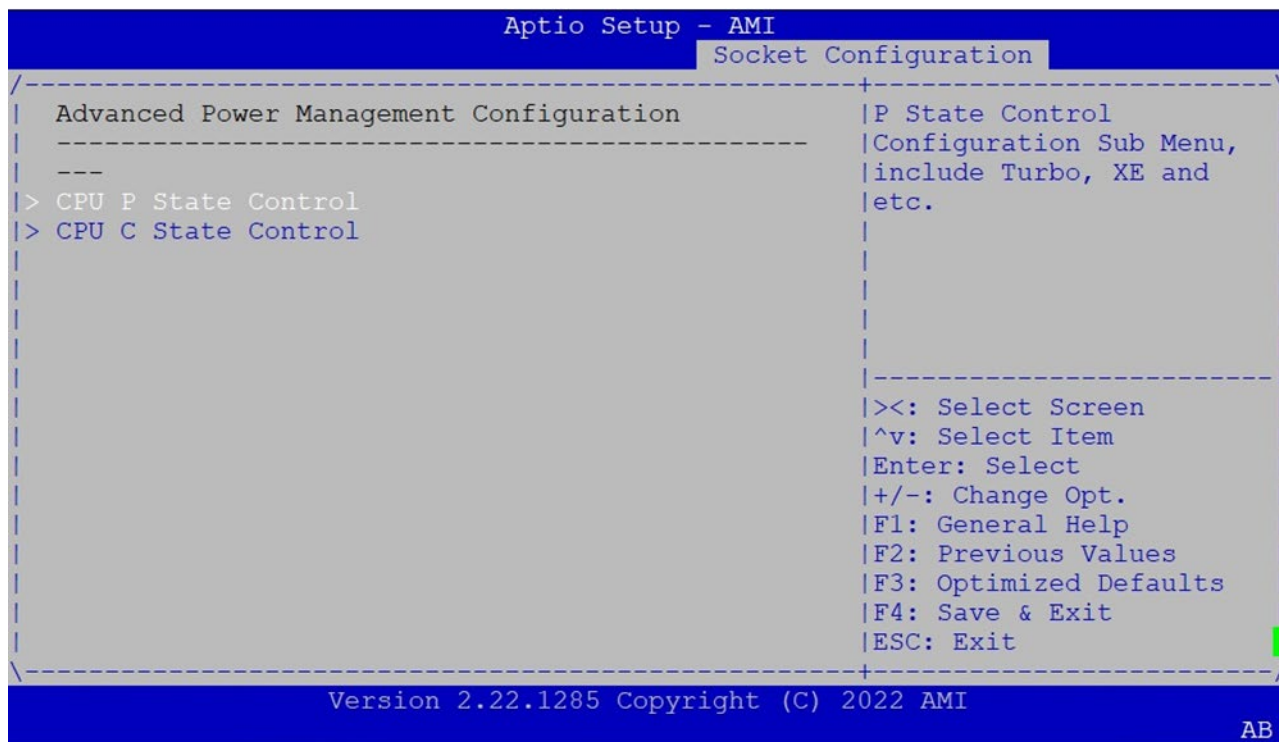 Aptio Setup - AMI
Socket Configuration
Advanced Power Management Configuration
---
> CPU P State Control
> CPU C State Control
P State Control
Configuration Sub Menu,
include Turbo, XE and
etc.
><: Select Screen
^v: Select Item
Enter: Select
+/-: Change Opt.
F1: General Help
F2: Previous Values
F3: Optimized Defaults
F4: Save & Exit
ESC: Exit
Version 2.22.1285 Copyright (C) 2022 AMI
AB